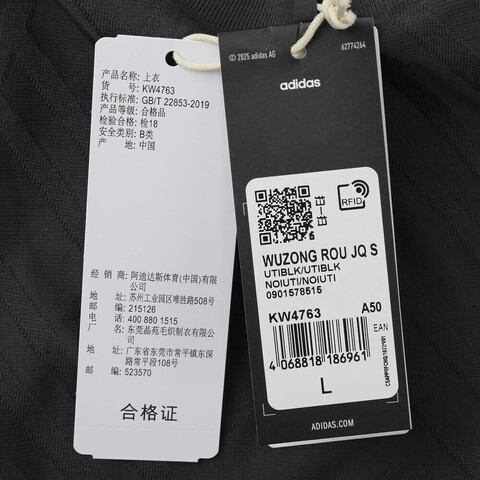 产品名称: 上衣
货 号: KW4763
执行标准: GB/T 22853-2019
产品等级: 合格品
检验合格: 检18
安全类别: B类
产 地: 中国
经 销 商: 阿迪达斯体育(中国)有限
公司
地 址: 苏州工业园区唯胜路508号
邮 编: 215126
电 话: 400 880 1515
厂 名: 东莞晶苑毛织制衣有限
公司
地 址: 广东省东莞市常平镇东深
路常平段108号
邮 编: 523570
合格证
© 2025 adidas AG
62774264
adidas
RFID
WUZONG ROU JQ S
UTIBLK/UTIBLK
NOIUTI/NOIUTI
0901578515
KW4763 A50
EAN
4 068818 186961
L
ADIDAS.COM